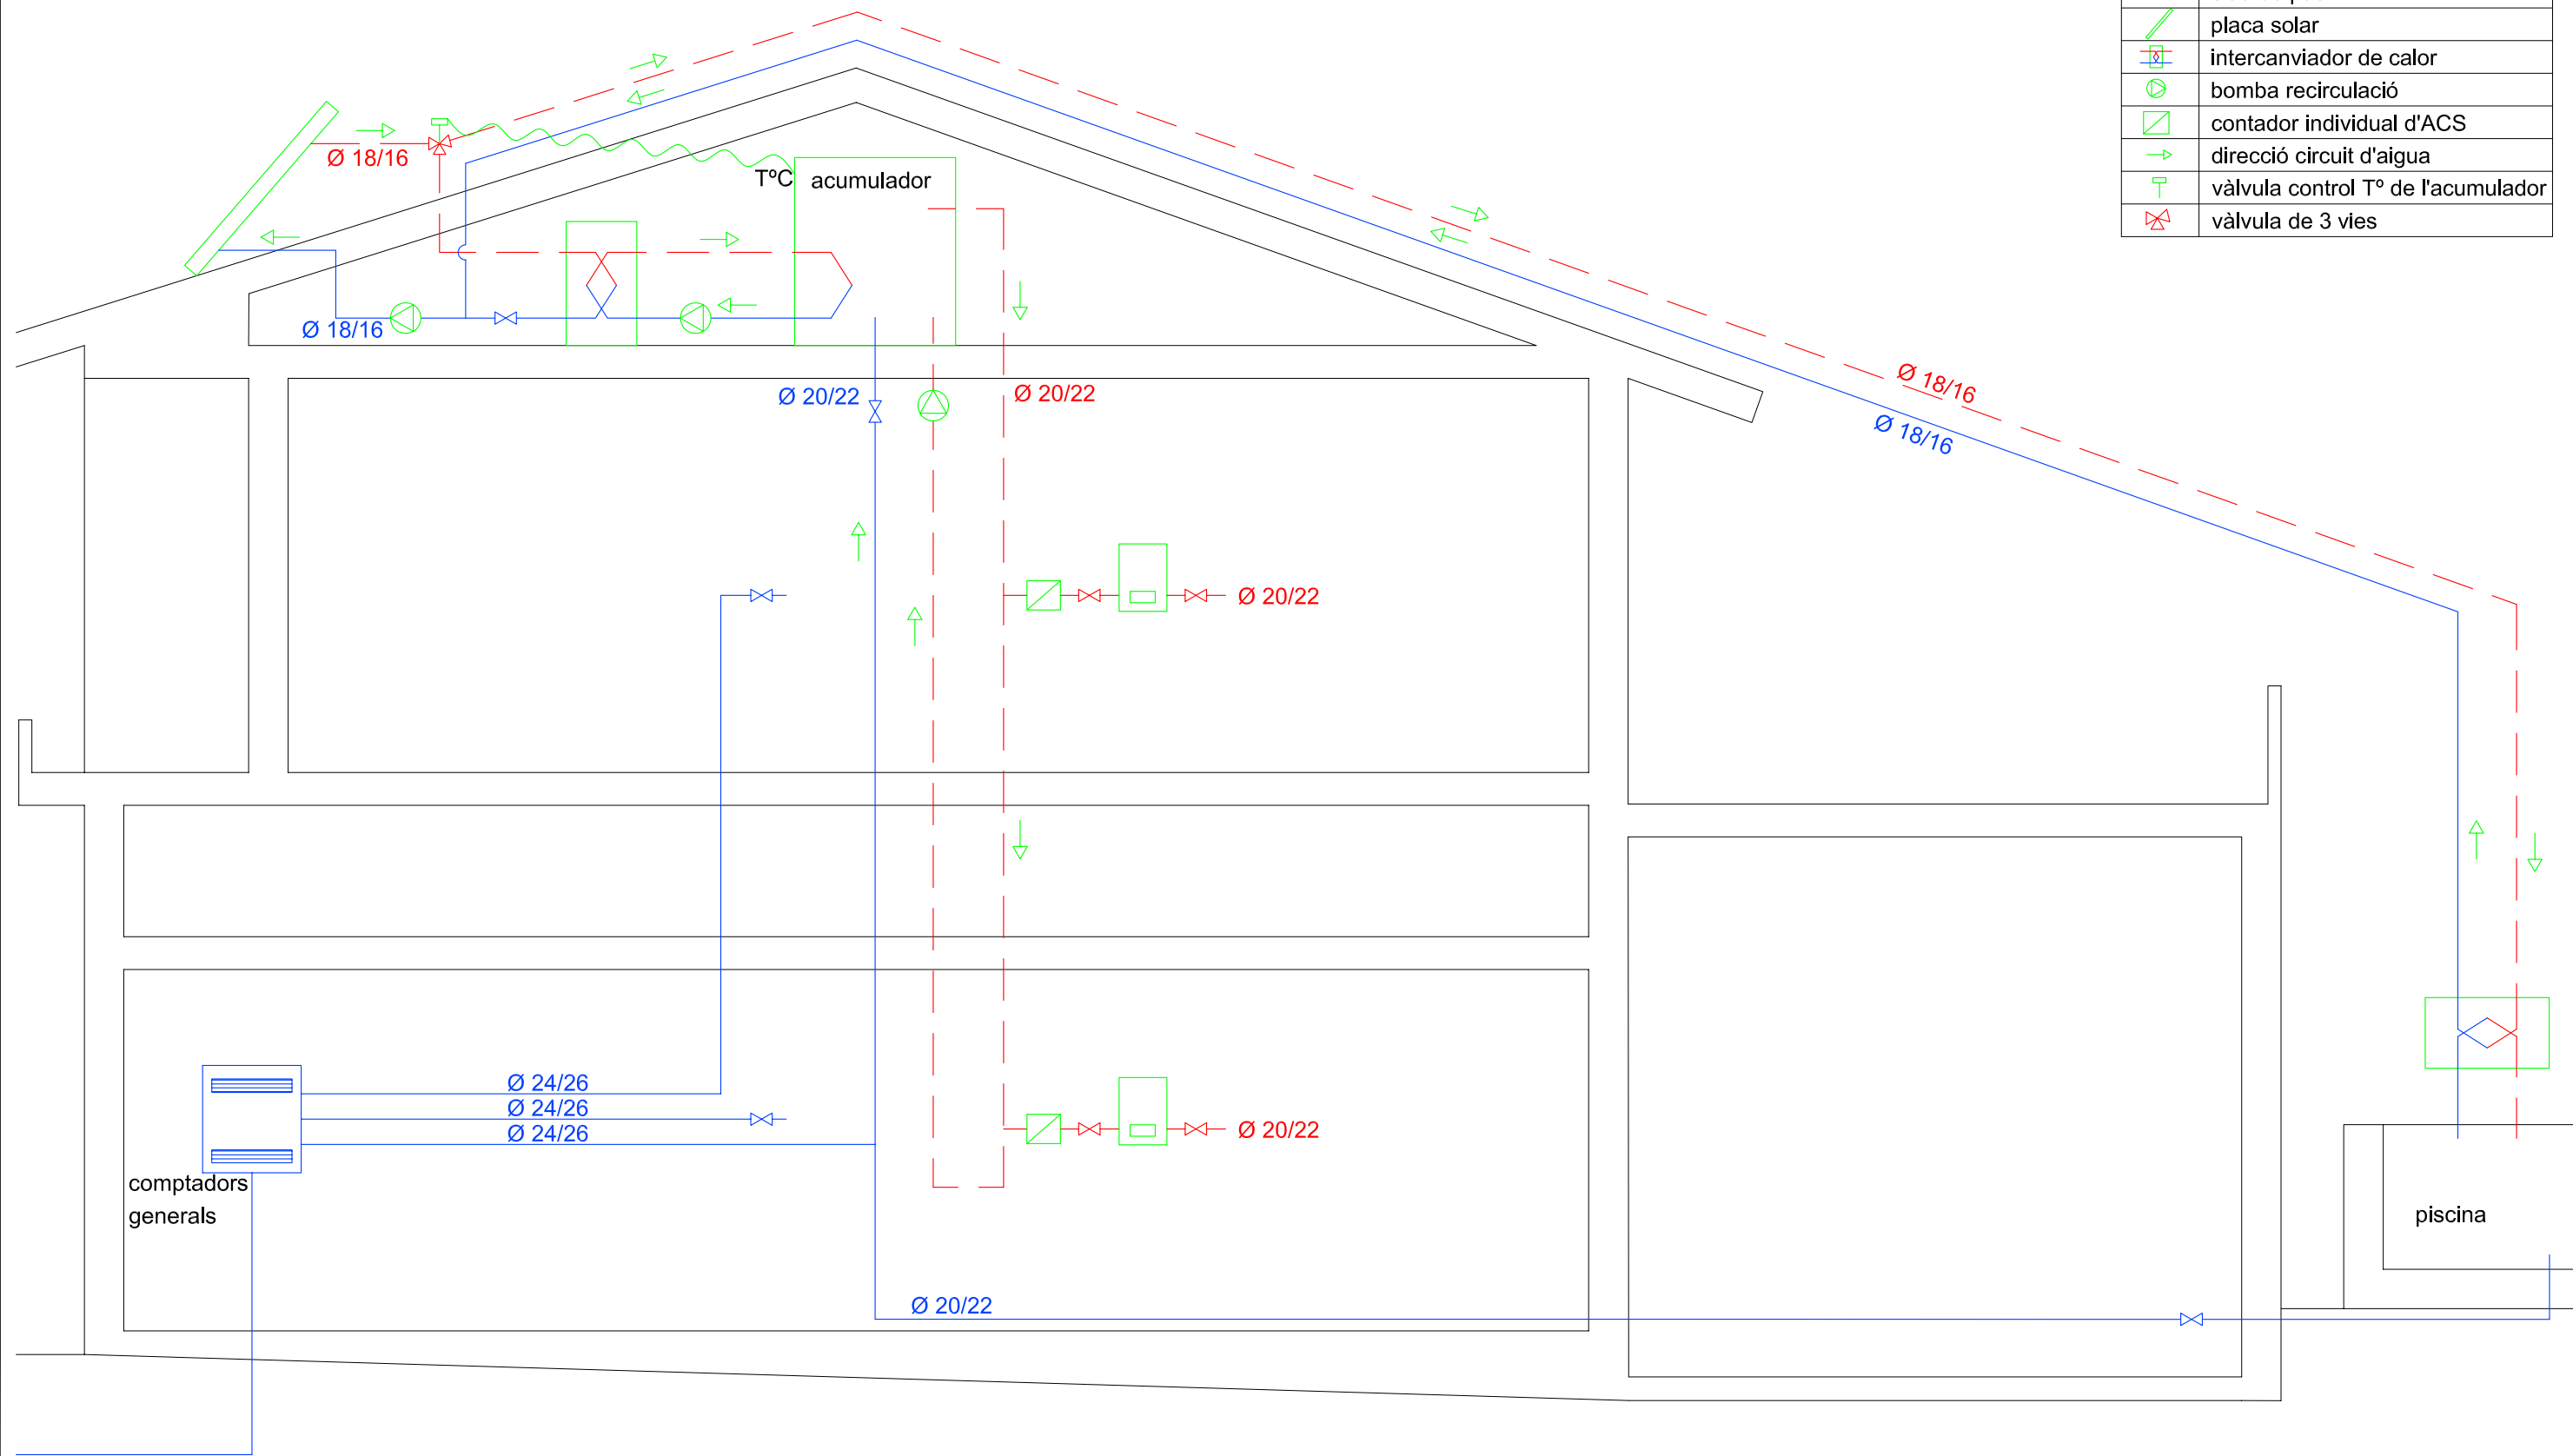 placa solar
intercanviador de calor
bomba recirculació
contador individual d'ACS
direcció circuit d'aigua
vàlvula control Tº de l'acumulador
vàlvula de 3 vies
Ø 18/16
TºC
acumulador
Ø 18/16
Ø 20/22
Ø 20/22
Ø 18/16
Ø 18/16
Ø 20/22
Ø 24/26
Ø 24/26
Ø 24/26
Ø 20/22
comptadors
generals
piscina
Ø 20/22